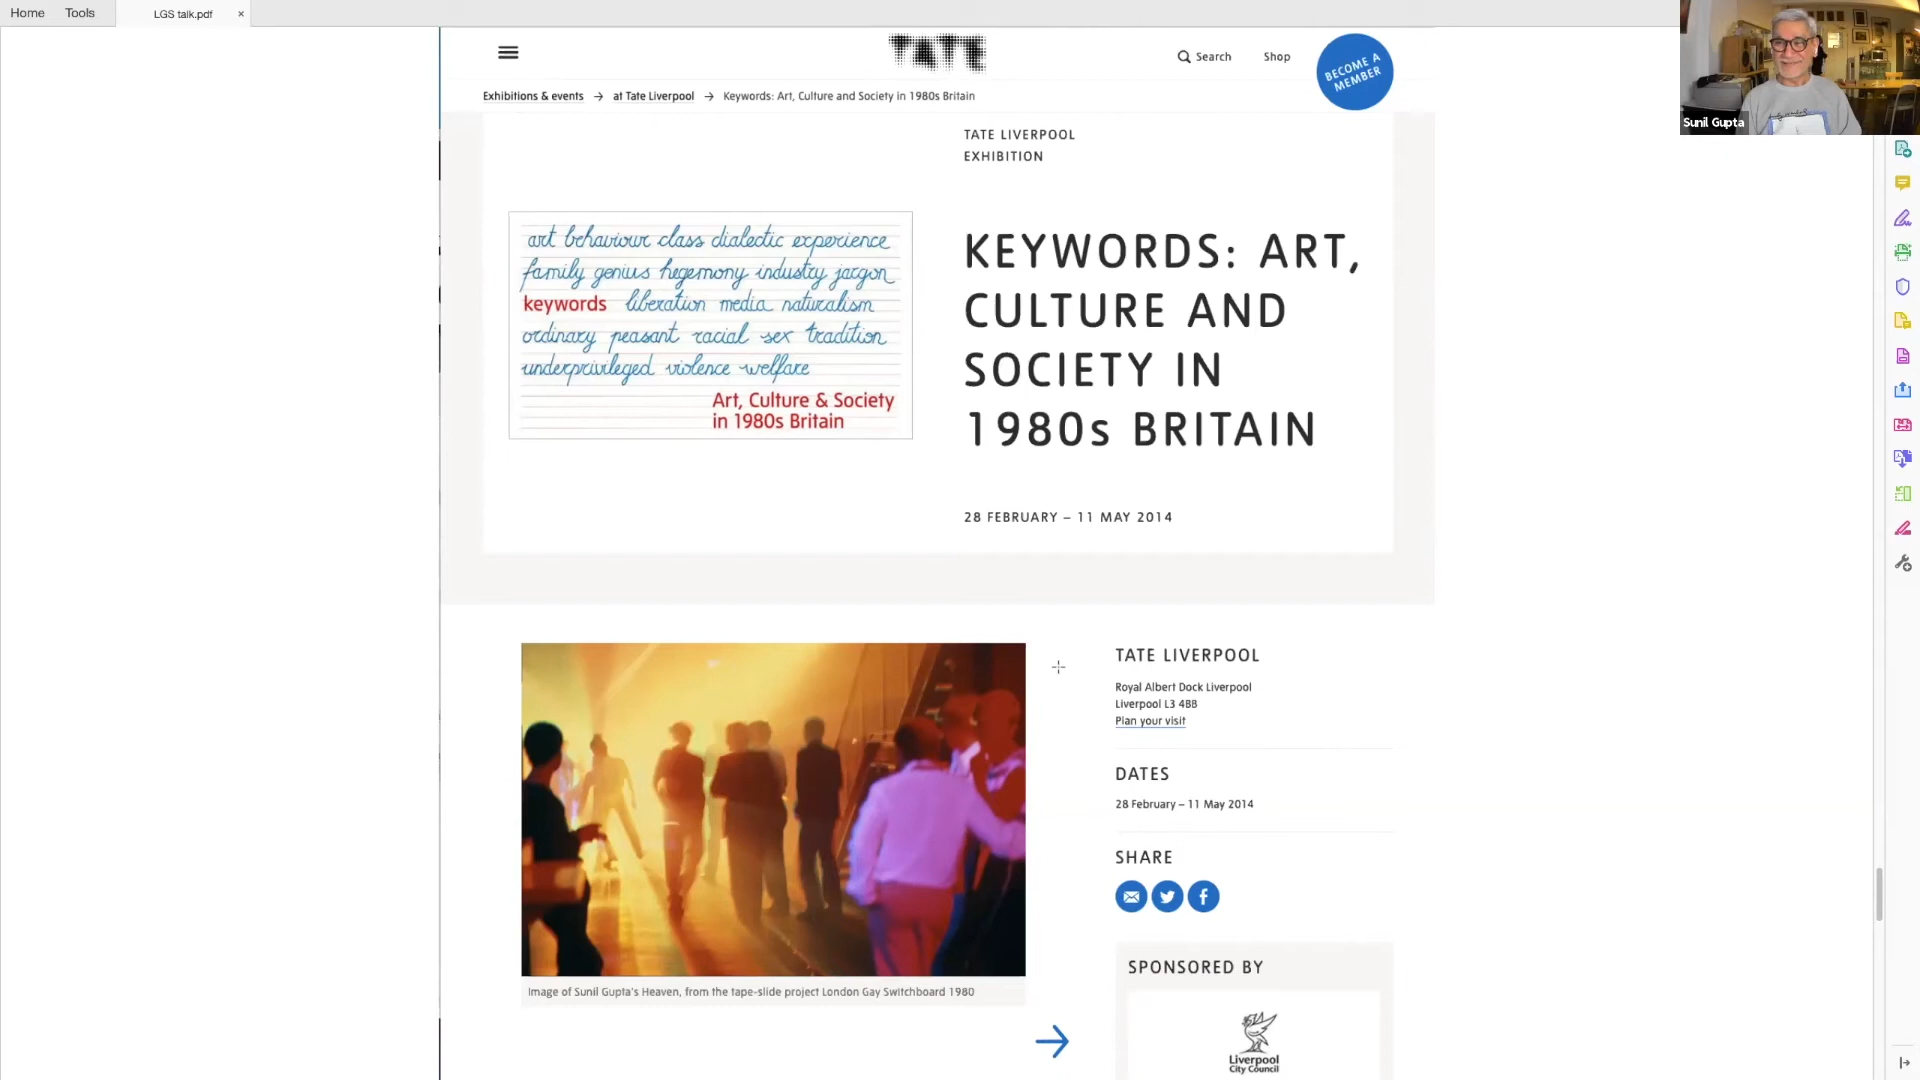 Home Tools LGS talk.pdf ×
TATE
Search Shop
BECOME A
MEMBER
Sunil Gupta
Exhibitions & events → at Tate Liverpool → Keywords: Art, Culture and Society in 1980s Britain
TATE LIVERPOOL
EXHIBITION
art behaviour class dialectic experience
family genius hegemony industry jargon
keywords liberation media naturalism
ordinary peasant racial sex tradition
underprivileged violence welfare
Art, Culture & Society
in 1980s Britain
KEYWORDS: ART,
CULTURE AND
SOCIETY IN
1980s BRITAIN
28 FEBRUARY – 11 MAY 2014
Image of Sunil Gupta's Heaven, from the tape-slide project London Gay Switchboard 1980
TATE LIVERPOOL
Royal Albert Dock Liverpool
Liverpool L3 4BB
Plan your visit
DATES
28 February – 11 May 2014
SHARE
SPONSORED BY
Liverpool
City Council